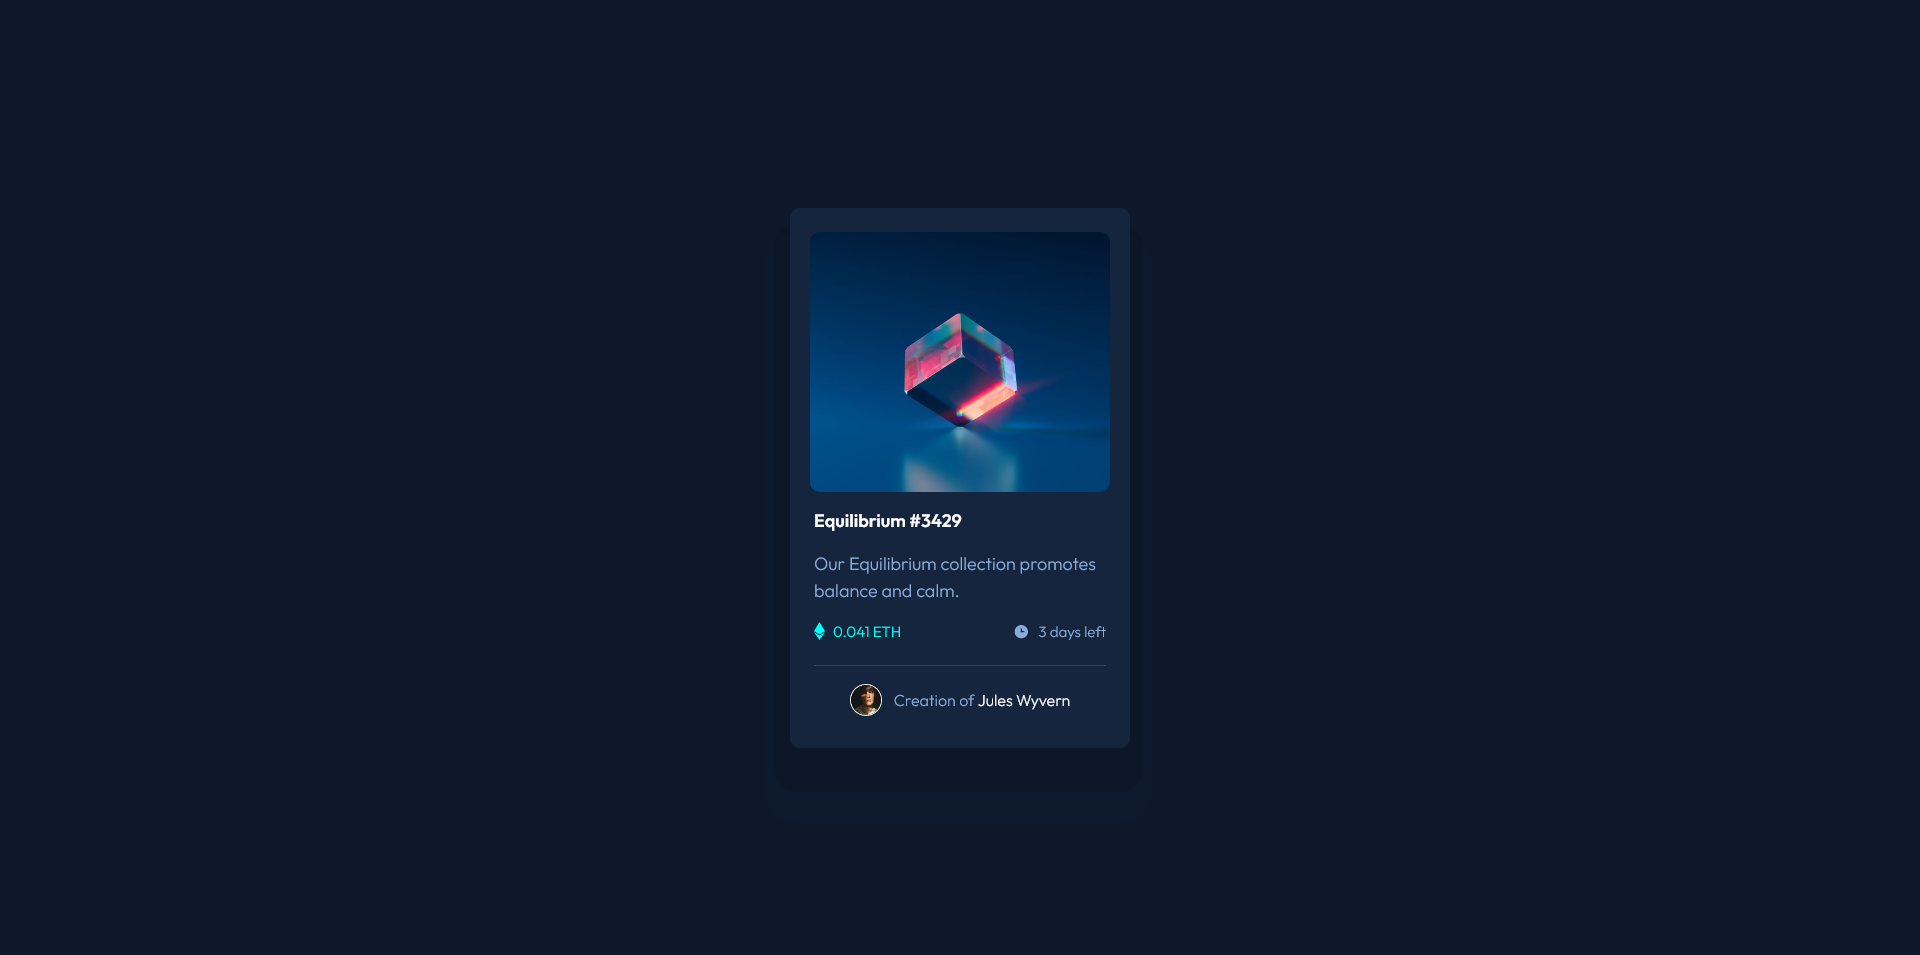 Equilibrium #3429
Our Equilibrium collection promotes
balance and calm.
0.041 ETH
3 days left
Creation of Jules Wyvern